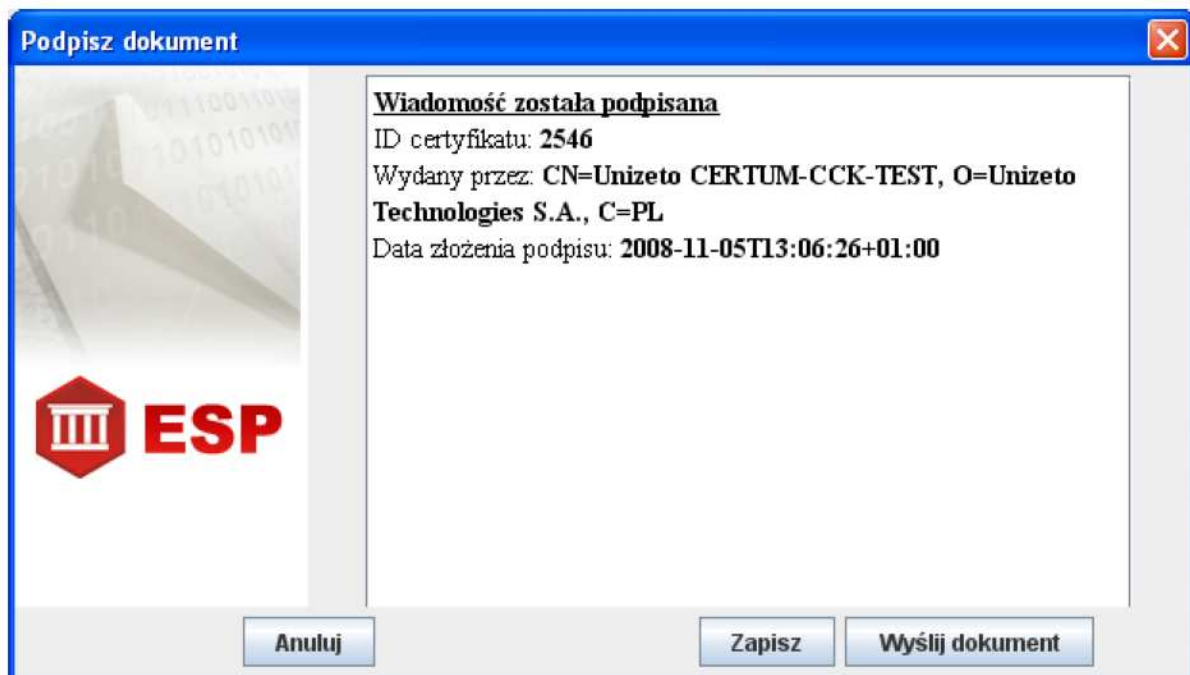 Podpisz dokument
Wiadomość została podpisana
ID certyfikatu: 2546
Wydany przez: CN=Unizeto CERTUM-CCK-TEST, O=Unizeto
Technologies S.A., C=PL
Data złożenia podpisu: 2008-11-05T13:06:26+01:00
ESP
Anuluj
Zapisz
Wyślij dokument